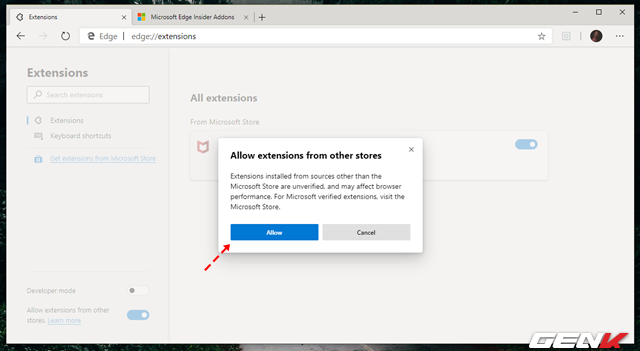 Extensions
Microsoft Edge Insider Addons
Edge
edge://extensions
Extensions
Search extensions
Extensions
Keyboard shortcuts
Get extensions from Microsoft Store
Developer mode
Allow extensions from other
stores. Learn more
All extensions
From Microsoft Store
Allow extensions from other stores
Extensions installed from sources other than the
Microsoft Store are unverified, and may affect browser
performance. For Microsoft verified extensions, visit the
Microsoft Store.
Allow
Cancel
GENK